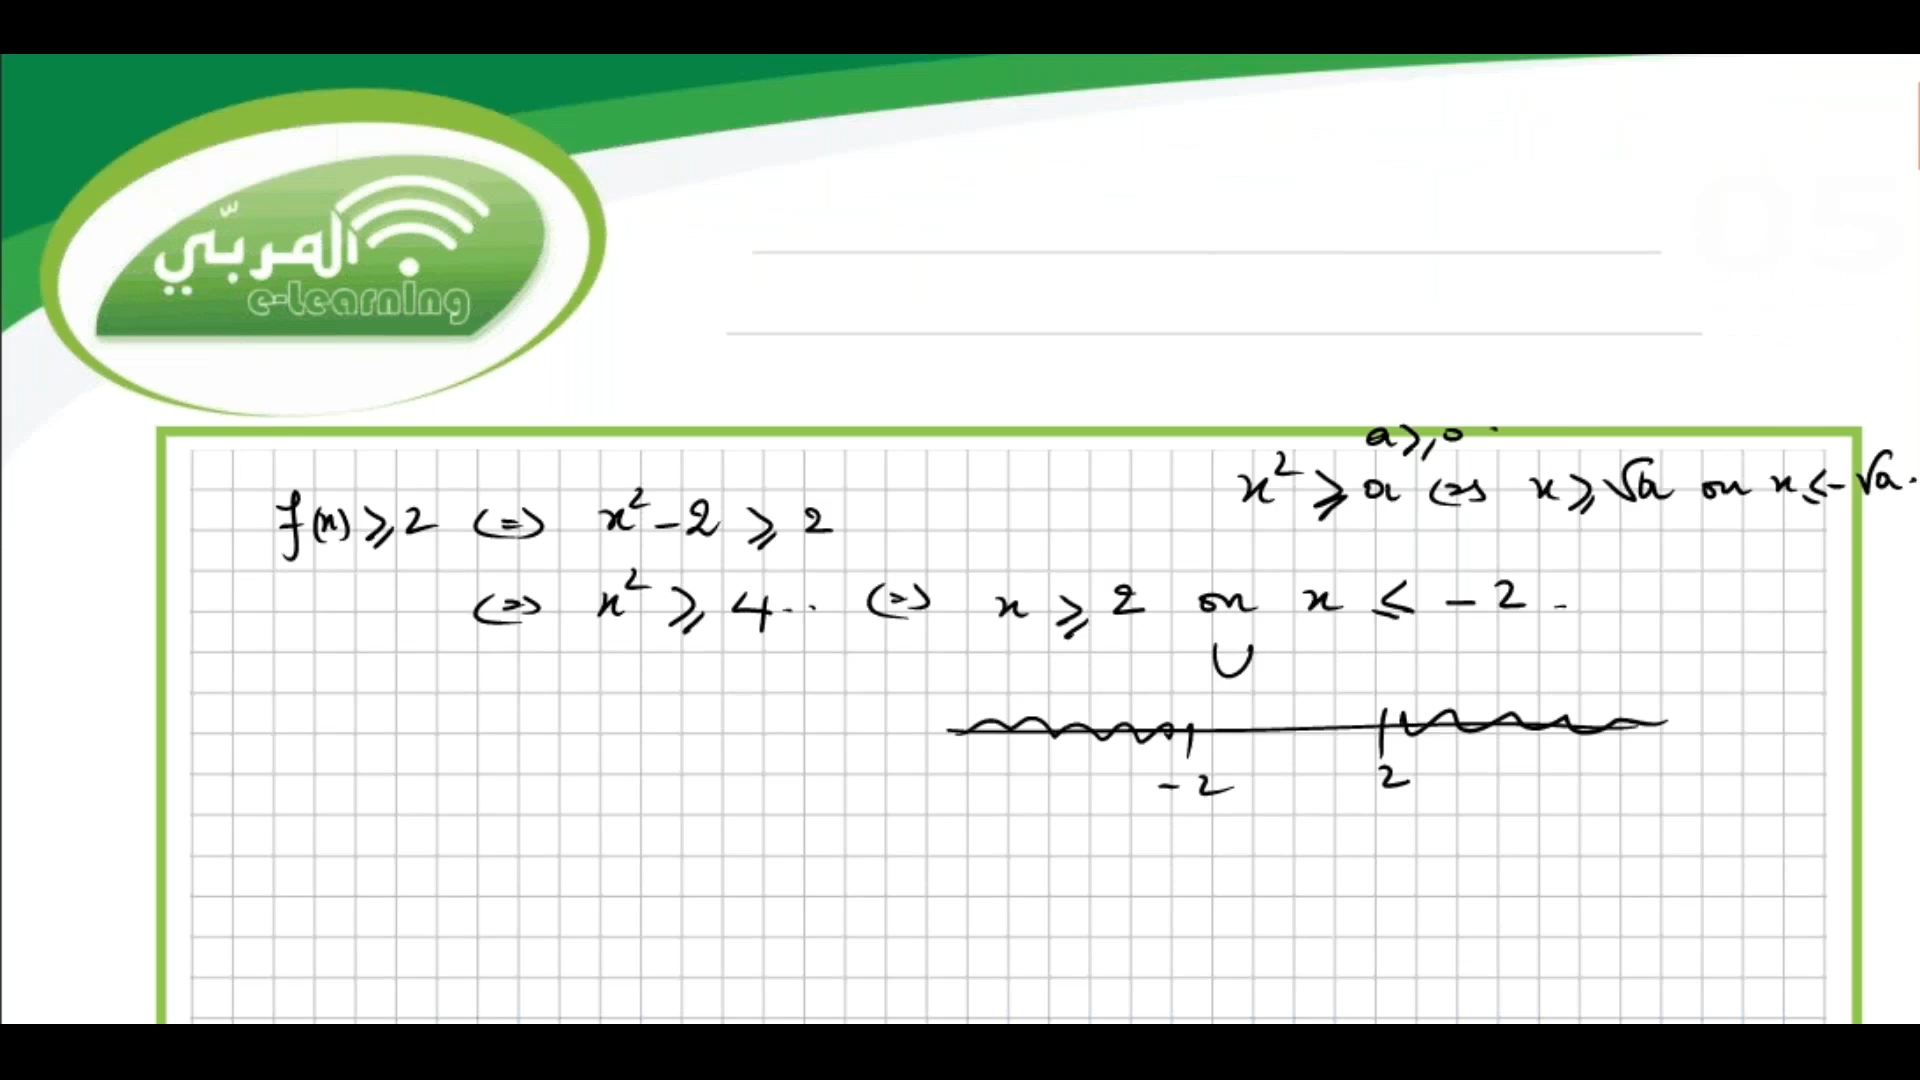 المربّي
e-Learning
a ⩾ 0
x² ⩾ a ⇔ x ⩾ √a ou x ≤ -√a.
f(x) ⩾ 2 ⇔ x² - 2 ⩾ 2
⇔ x² ⩾ 4.. ⇔ x ⩾ 2 ou x ≤ -2.
∪
-2 2